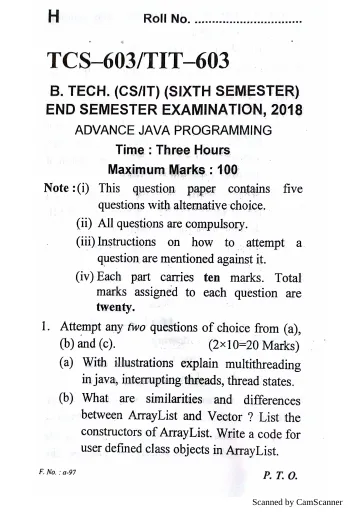 H
Roll No. ..............................
TCS–603/TIT–603
B. TECH. (CS/IT) (SIXTH SEMESTER)
END SEMESTER EXAMINATION, 2018
ADVANCE JAVA PROGRAMMING
Time : Three Hours
Maximum Marks : 100
Note :(i) This question paper contains five
questions with alternative choice.
(ii) All questions are compulsory.
(iii) Instructions on how to attempt a
question are mentioned against it.
(iv) Each part carries ten marks. Total
marks assigned to each question are
twenty.
1. Attempt any two questions of choice from (a),
(b) and (c). (2×10=20 Marks)
(a) With illustrations explain multithreading
in java, interrupting threads, thread states.
(b) What are similarities and differences
between ArrayList and Vector ? List the
constructors of ArrayList. Write a code for
user defined class objects in ArrayList.
F. No. : a-97
P. T. O.
Scanned by CamScanner